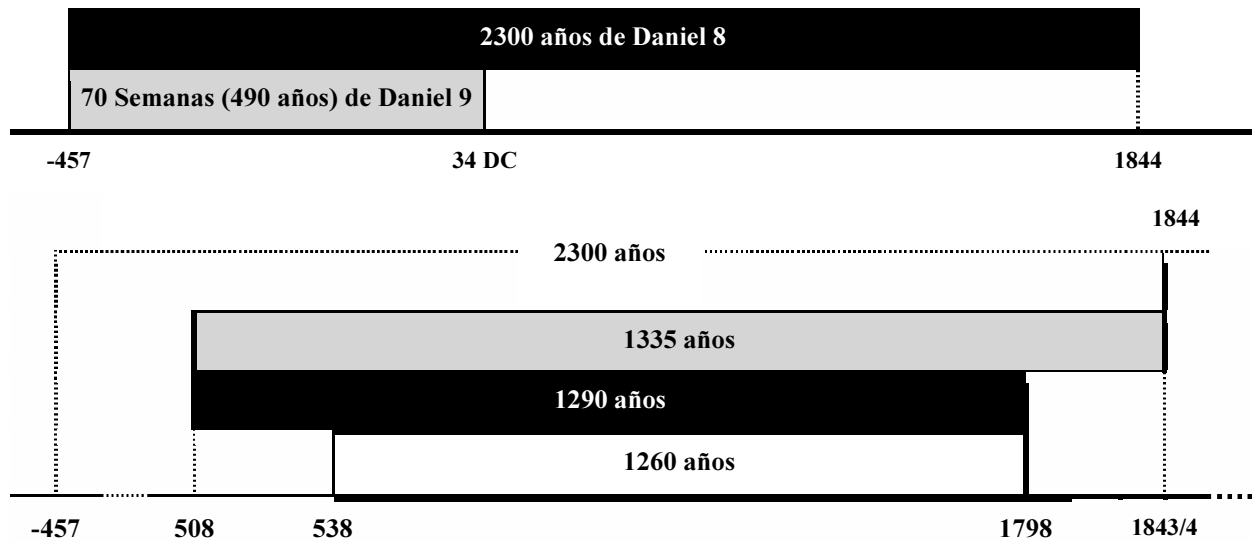 2300 años de Daniel 8
70 Semanas (490 años) de Daniel 9
-457 34 DC 1844
1844
2300 años
1335 años
1290 años
1260 años
-457 508 538 1798 1843/4